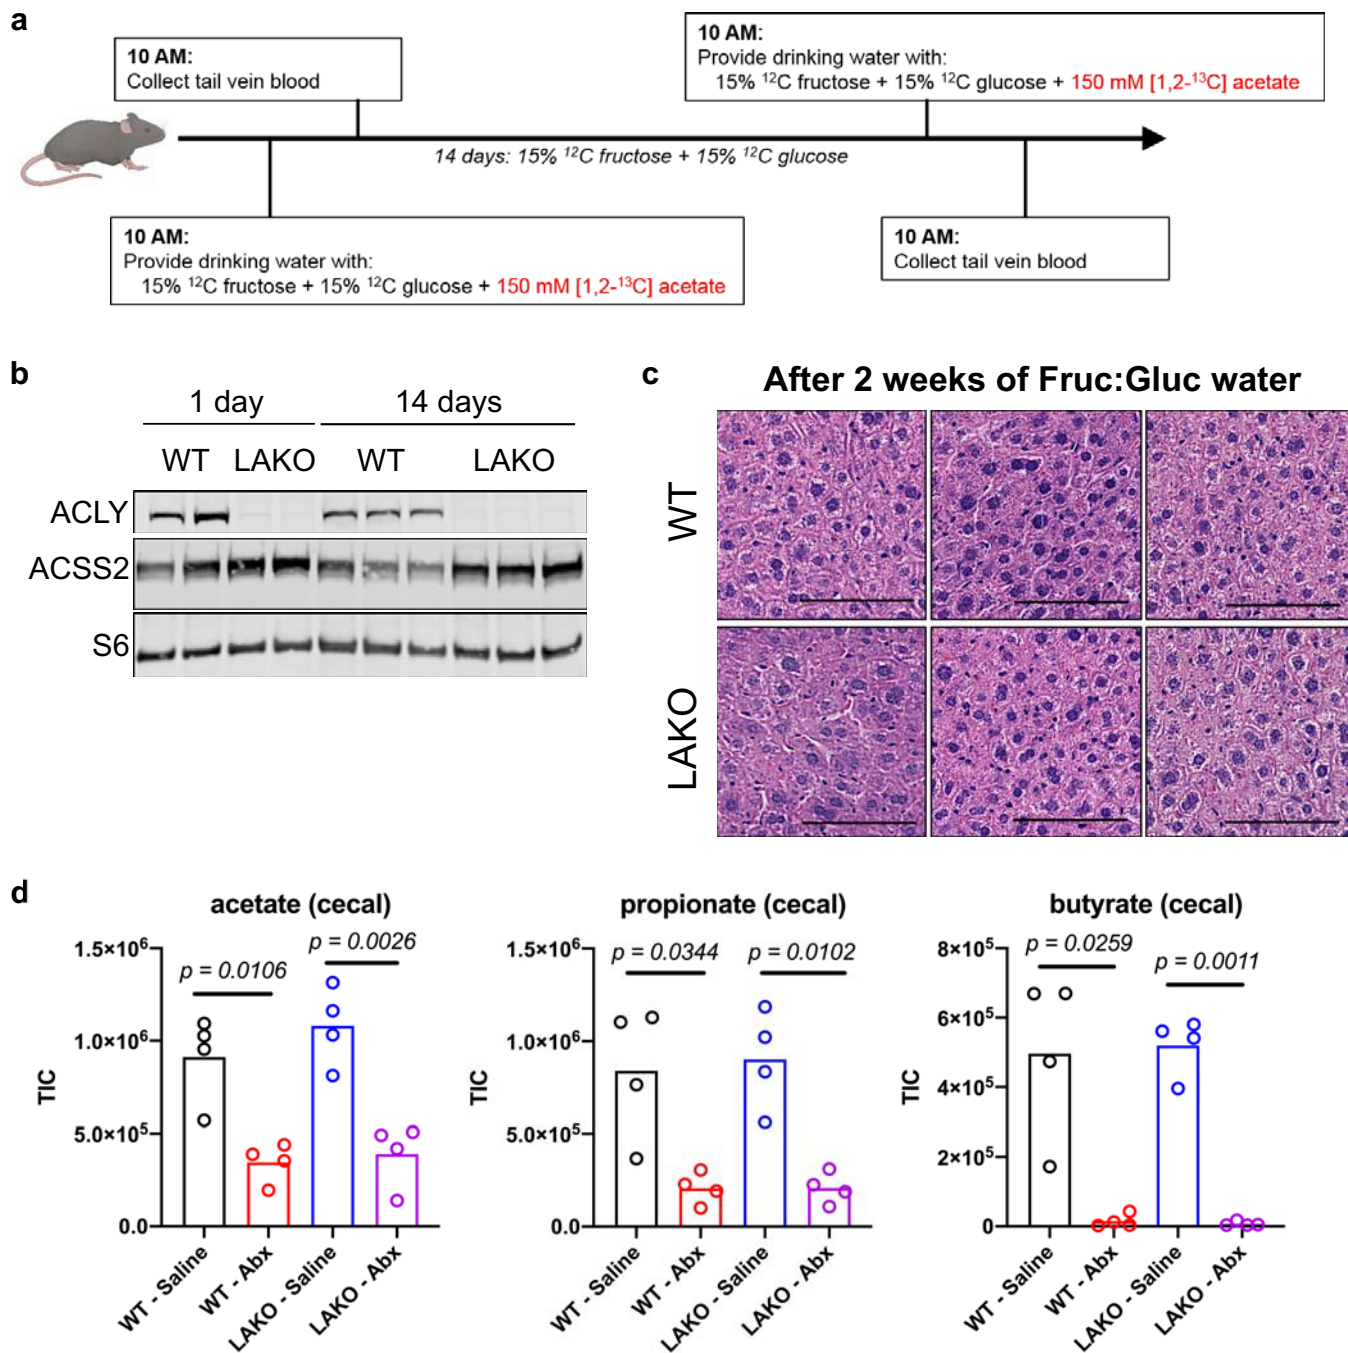 a
10 AM:
Collect tail vein blood
10 AM:
Provide drinking water with:
15% ¹²C fructose + 15% ¹²C glucose + 150 mM [1,2-¹³C] acetate
14 days: 15% ¹²C fructose + 15% ¹²C glucose
10 AM:
Provide drinking water with:
15% ¹²C fructose + 15% ¹²C glucose + 150 mM [1,2-¹³C] acetate
10 AM:
Collect tail vein blood
b
1 day 14 days
WT LAKO WT LAKO
ACLY
ACSS2
S6
c
After 2 weeks of Fruc:Gluc water
WT
LAKO
d
acetate (cecal)
p = 0.0026
p = 0.0106
1.5×10⁶
1.0×10⁶
5.0×10⁵
0.0
TIC
WT - Saline
WT - Abx
LAKO - Saline
LAKO - Abx
propionate (cecal)
p = 0.0344 p = 0.0102
1.5×10⁶
1.0×10⁶
5.0×10⁵
0.0
TIC
WT - Saline
WT - Abx
LAKO - Saline
LAKO - Abx
butyrate (cecal)
p = 0.0259
p = 0.0011
8×10⁵
6×10⁵
4×10⁵
2×10⁵
0
TIC
WT - Saline
WT - Abx
LAKO - Saline
LAKO - Abx